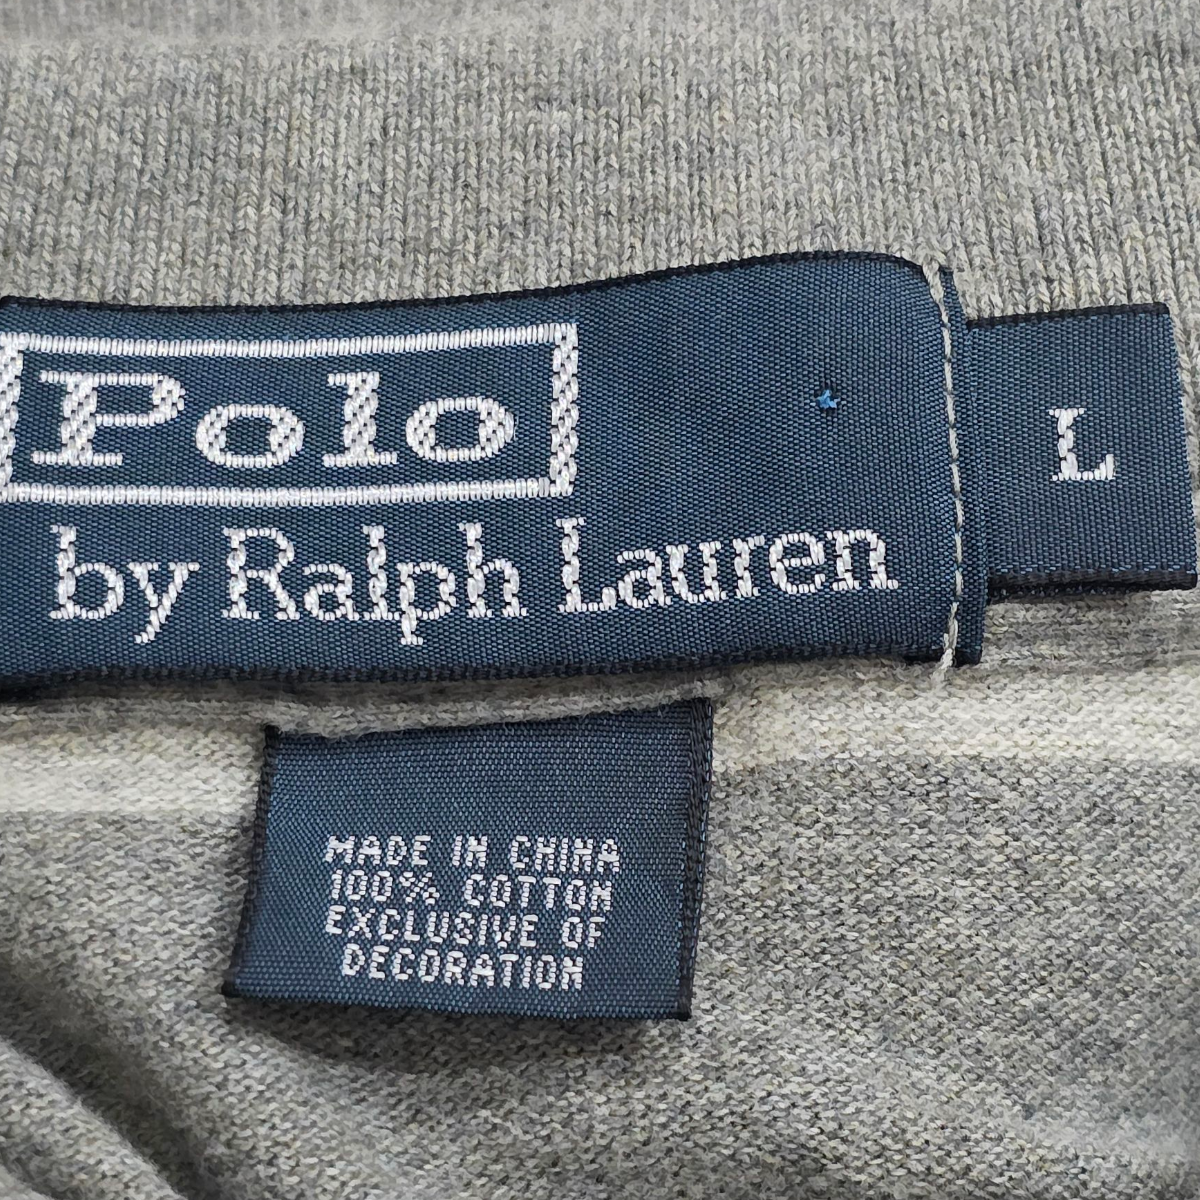 Polo
by Ralph Lauren
L
MADE IN CHINA
100% COTTON
EXCLUSIVE OF
DECORATION